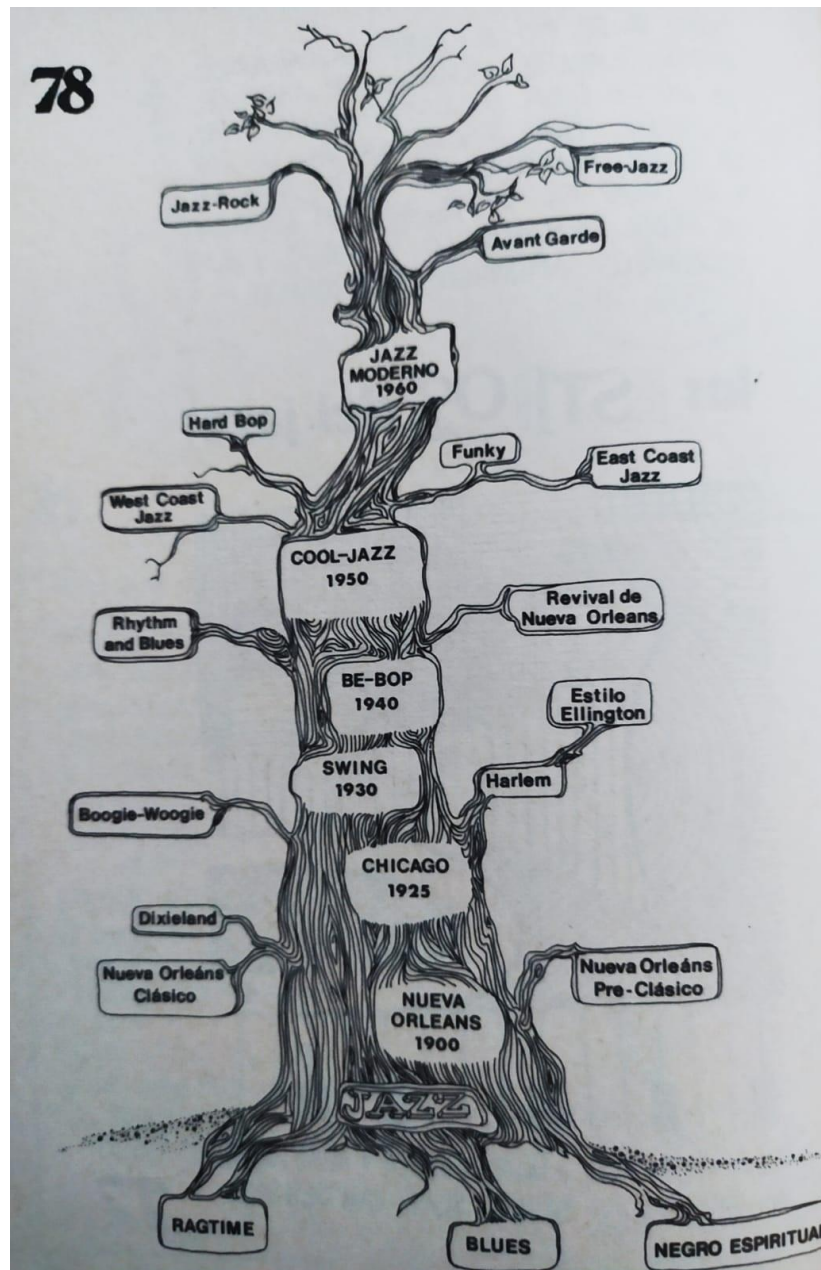 78
Jazz-Rock
Free-Jazz
Avant Garde
JAZZ
MODERNO
1960
Hard Bop
Funky
East Coast
Jazz
West Coast
Jazz
COOL-JAZZ
1950
Revival de
Nueva Orleans
Rhythm
and Blues
BE-BOP
1940
Estilo
Ellington
SWING
1930
Harlem
Boogie-Woogie
CHICAGO
1925
Dixieland
Nueva Orleáns
Clásico
Nueva Orleáns
Pre-Clásico
NUEVA
ORLEANS
1900
JAZZ
RAGTIME
BLUES
NEGRO ESPIRITUA